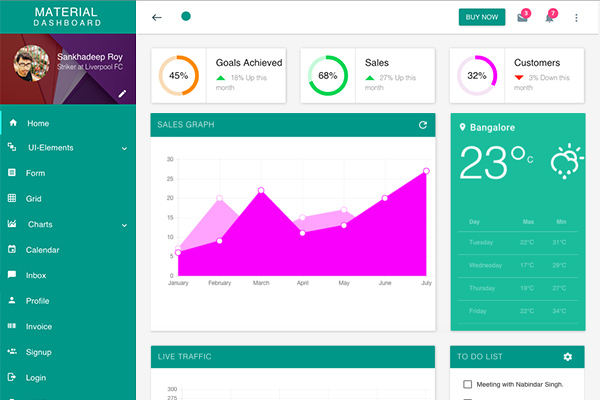 MATERIAL
DASHBOARD
BUY NOW
3
7
Sankhadeep Roy
Striker at Liverpool FC
Home
UI-Elements
Form
Grid
Charts
Calendar
Inbox
Profile
Invoice
Signup
Login
45%
Goals Achieved
18% Up this
month
68%
Sales
27% Up this
month
32%
Customers
3% Down this
month
SALES GRAPH
30
25
20
15
10
5
0
January February March April May June July
Bangalore
23°C
Day Max Min
Tuesday 22°C 31°C
Wednesday 17°C 29°C
Thursday 19°C 27°C
Friday 22°C 34°C
LIVE TRAFFIC
300
275
TO DO LIST
Meeting with Nabindar Singh.